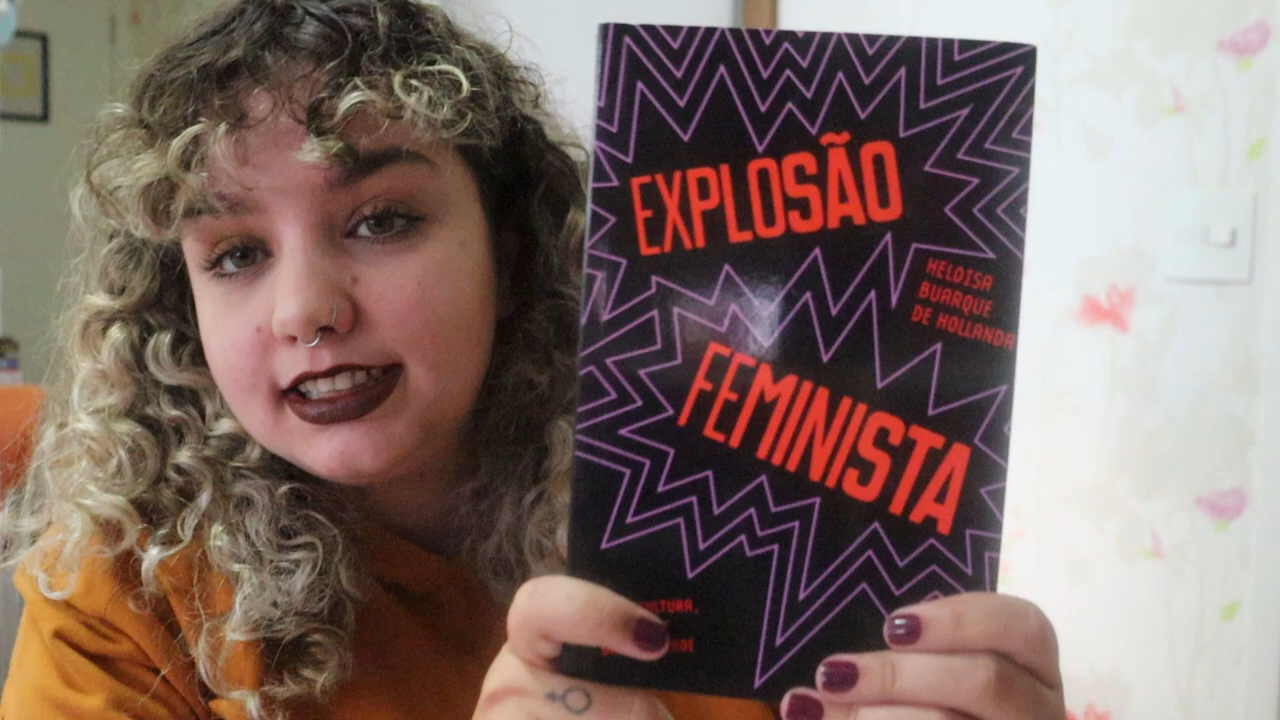 EXPLOSÃO
HELOISA
BUARQUE
DE HOLLANDA
FEMINISTA